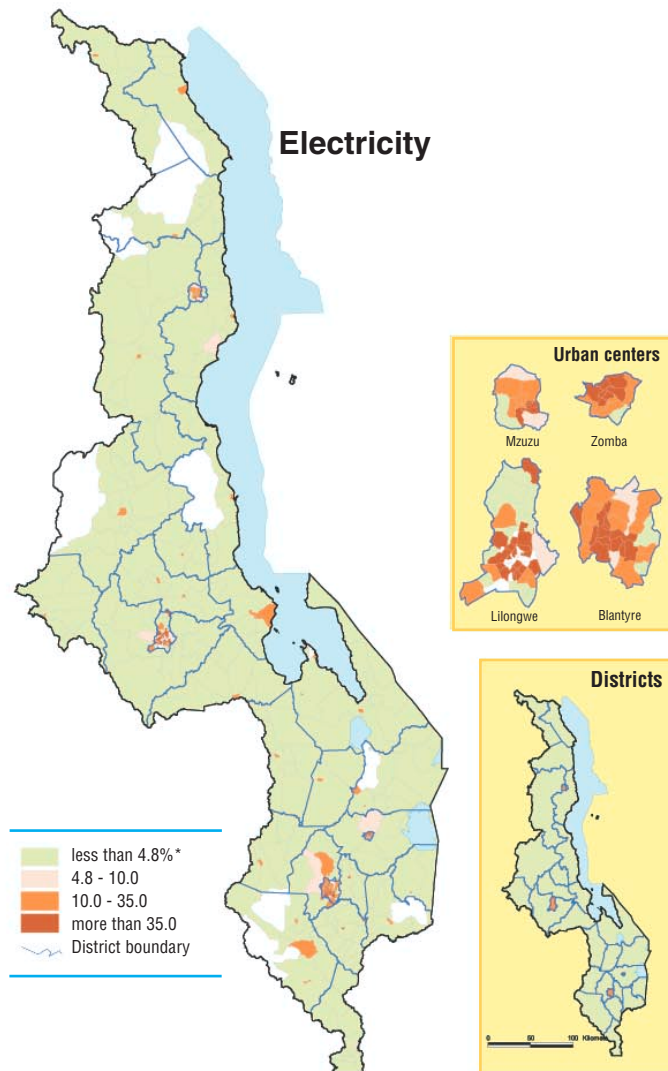 Electricity
Urban centers
Mzuzu
Zomba
Lilongwe
Blantyre
Districts
less than 4.8%*
4.8 - 10.0
10.0 - 35.0
more than 35.0
District boundary
0 50 100